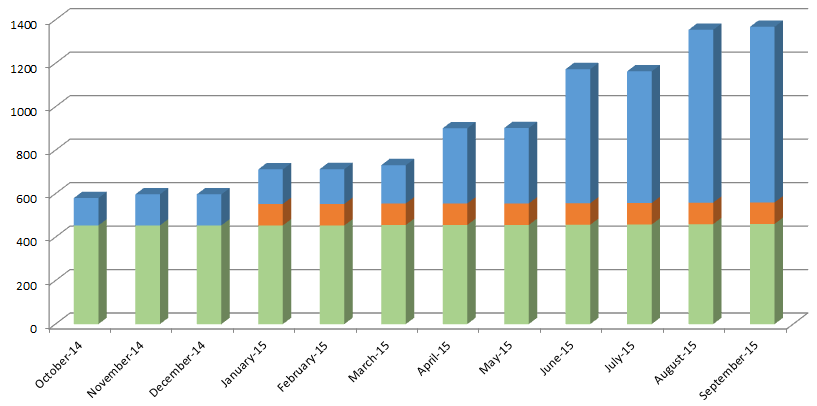 1400
1200
1000
800
600
400
200
0
October-14
November-14
December-14
January-15
February-15
March-15
April-15
May-15
June-15
July-15
August-15
September-15